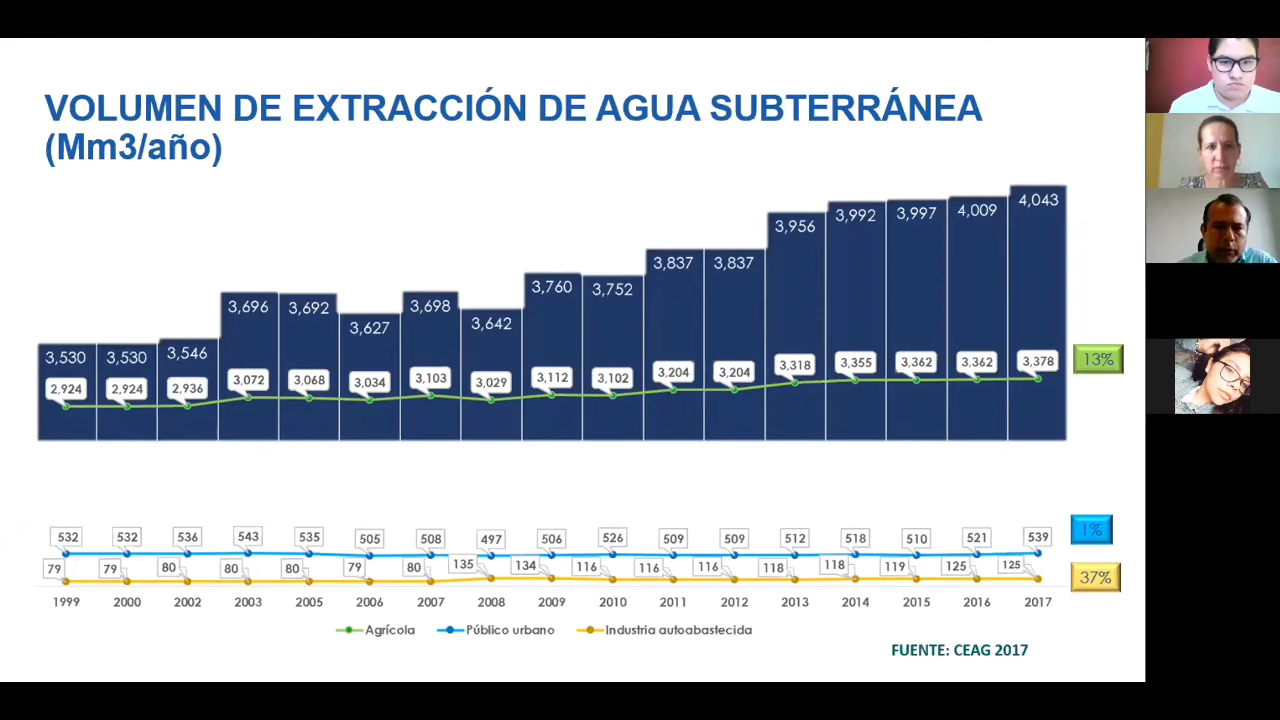 VOLUMEN DE EXTRACCIÓN DE AGUA SUBTERRÁNEA
(Mm3/año)
3,530 3,530 3,546 3,696 3,692 3,627 3,698 3,642 3,760 3,752 3,837 3,837 3,956 3,992 3,997 4,009 4,043
2,924 2,924 2,936 3,072 3,068 3,034 3,103 3,029 3,112 3,102 3,204 3,204 3,318 3,355 3,362 3,362 3,378 13%
532 532 536 543 535 505 508 497 506 526 509 509 512 518 510 521 539 1%
79 79 80 80 80 79 80 135 134 116 116 116 118 118 119 125 125 37%
1999 2000 2002 2003 2005 2006 2007 2008 2009 2010 2011 2012 2013 2014 2015 2016 2017
Agrícola Público urbano Industria autoabastecida
FUENTE: CEAG 2017